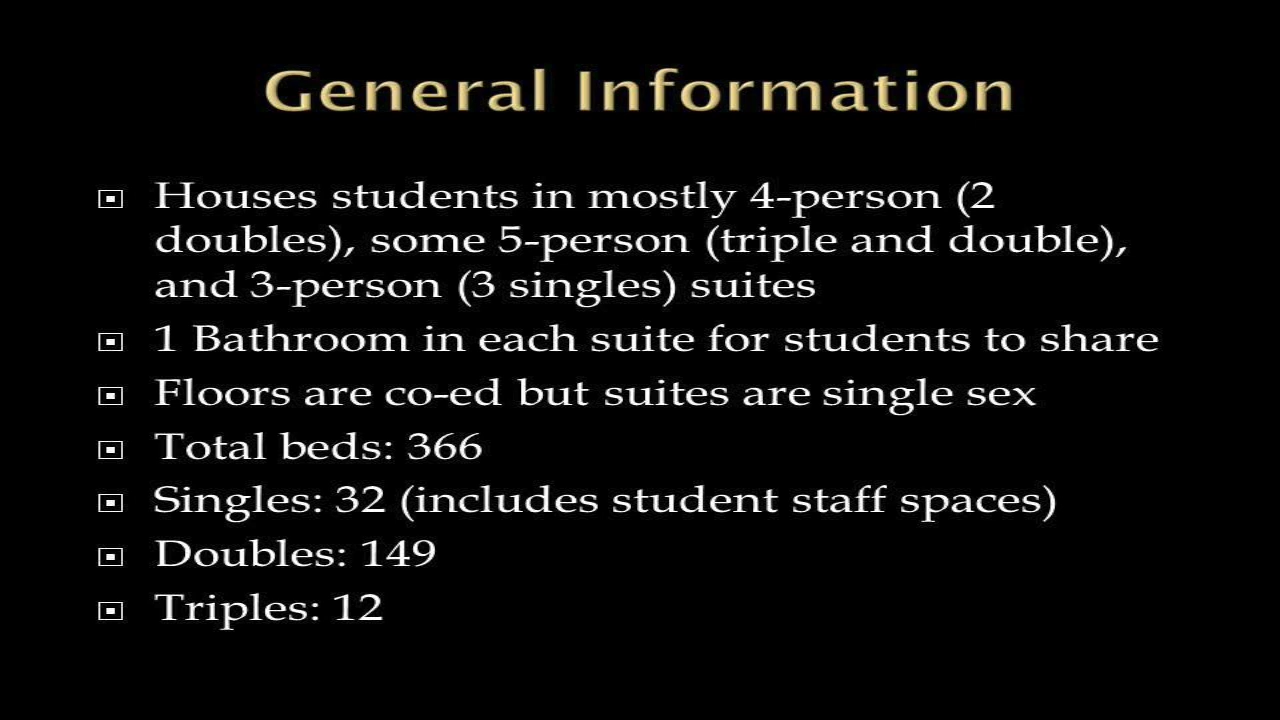 General Information
Houses students in mostly 4-person (2
doubles), some 5-person (triple and double),
and 3-person (3 singles) suites
1 Bathroom in each suite for students to share
Floors are co-ed but suites are single sex
Total beds: 366
Singles: 32 (includes student staff spaces)
Doubles: 149
Triples: 12